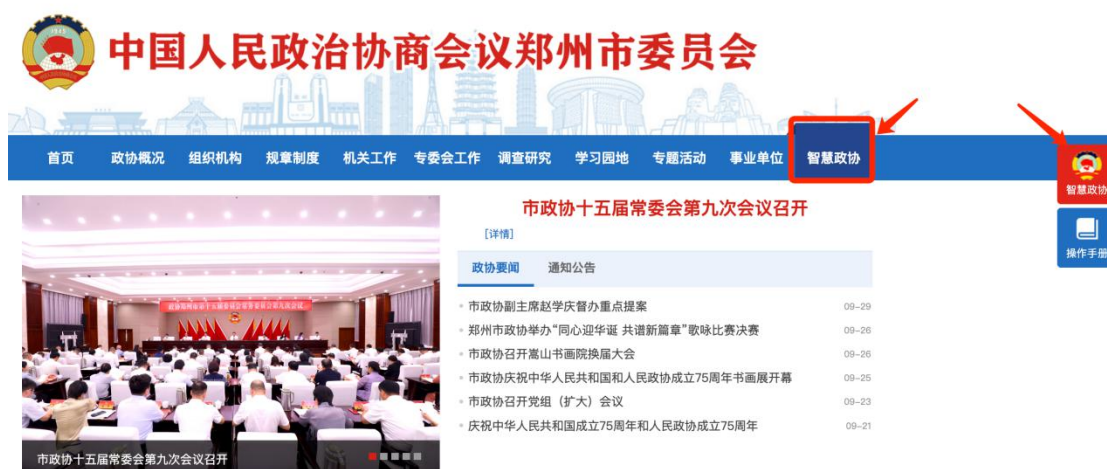 中国人民政治协商会议郑州市委员会
首页 政协概况 组织机构 规章制度 机关工作 专委会工作 调查研究 学习园地 专题活动 事业单位 智慧政协
智慧政协
操作手册
市政协十五届常委会第九次会议召开
[详情]
政协要闻 通知公告
市政协副主席赵学庆督办重点提案 09-29
郑州市政协举办“同心迎华诞 共谱新篇章”歌咏比赛决赛 09-26
市政协召开嵩山书画院换届大会 09-26
市政协庆祝中华人民共和国和人民政协成立75周年书画展开幕 09-25
市政协召开党组（扩大）会议 09-23
庆祝中华人民共和国成立75周年和人民政协成立75周年 09-21
市政协十五届常委会第九次会议召开